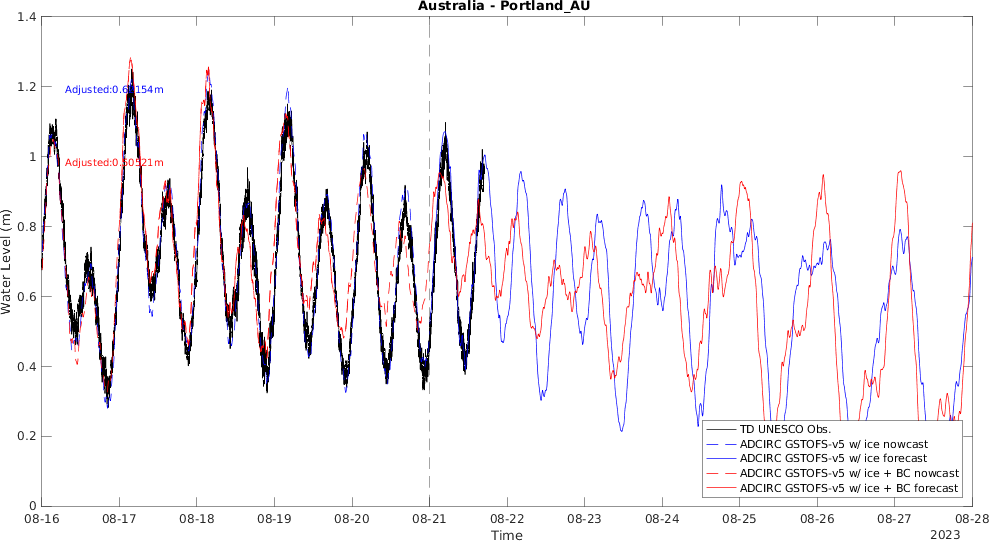 Australia - Portland_AU
1.4
1.2
1
0.8
0.6
0.4
0.2
0
Water Level (m)
Adjusted:
Adjusted:
TD UNESCO Obs.
ADCIRC GSTOFS-v5 w/ ice nowcast
ADCIRC GSTOFS-v5 w/ ice forecast
ADCIRC GSTOFS-v5 w/ ice + BC nowcast
ADCIRC GSTOFS-v5 w/ ice + BC forecast
08-16 08-17 08-18 08-19 08-20 08-21 08-22 08-23 08-24 08-25 08-26 08-27 08-28
Time
2023